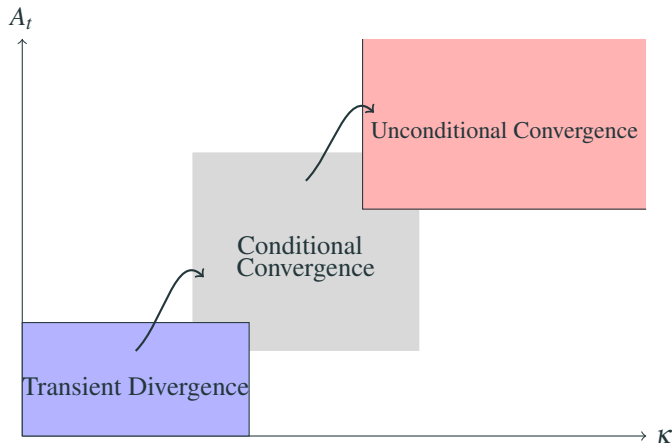 A_t
Unconditional Convergence
Conditional
Convergence
Transient Divergence
κ